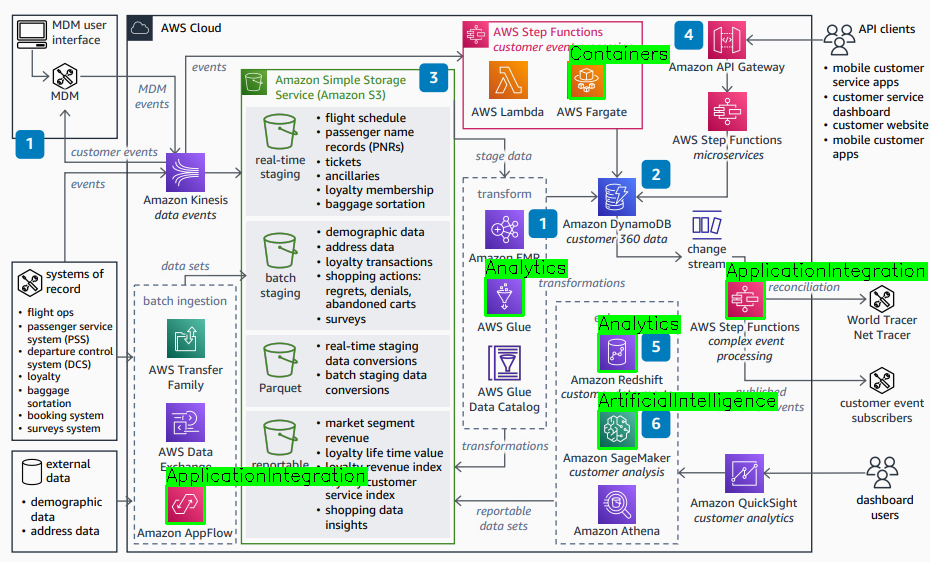 MDM user
interface
MDM
1
AWS Cloud
events
MDM
events
customer events
events
Amazon Kinesis
data events
systems of
record
• flight ops
• passenger service
system (PSS)
• departure control
system (DCS)
• loyalty
• baggage
sortation
• booking system
• surveys system
external
data
• demographic
data
• address data
data sets
batch ingestion
AWS Transfer
Family
AWS Data
Exchange
ApplicationIntegration
Amazon AppFlow
Amazon Simple Storage
Service (Amazon S3)
3
real-time
staging
• flight schedule
• passenger name
records (PNRs)
• tickets
• ancillaries
• loyalty membership
• baggage sortation
batch
staging
• demographic data
• address data
• loyalty transactions
• shopping actions:
regrets, denials,
abandoned carts
• surveys
Parquet
• real-time staging
data conversions
• batch staging data
conversions
reportable
• market segment
revenue
• loyalty life time value
• loyalty revenue index
customer
service index
• shopping data
insights
AWS Step Functions
customer events
Containers
AWS Lambda
AWS Fargate
stage data
transform
1
Amazon EMR
Analytics
AWS Glue
AWS Glue
Data Catalog
transformations
transformations
reportable
data sets
2
Amazon DynamoDB
customer 360 data
4
Amazon API Gateway
AWS Step Functions
microservices
API clients
• mobile customer
service apps
• customer service
dashboard
• customer website
• mobile customer
apps
change
stream
ApplicationIntegration
reconciliation
AWS Step Functions
complex event
processing
World Tracer
Net Tracer
published
events
customer event
subscribers
Analytics
5
Amazon Redshift
ArtificialIntelligence
6
Amazon SageMaker
customer analysis
Amazon Athena
Amazon QuickSight
customer analytics
dashboard
users